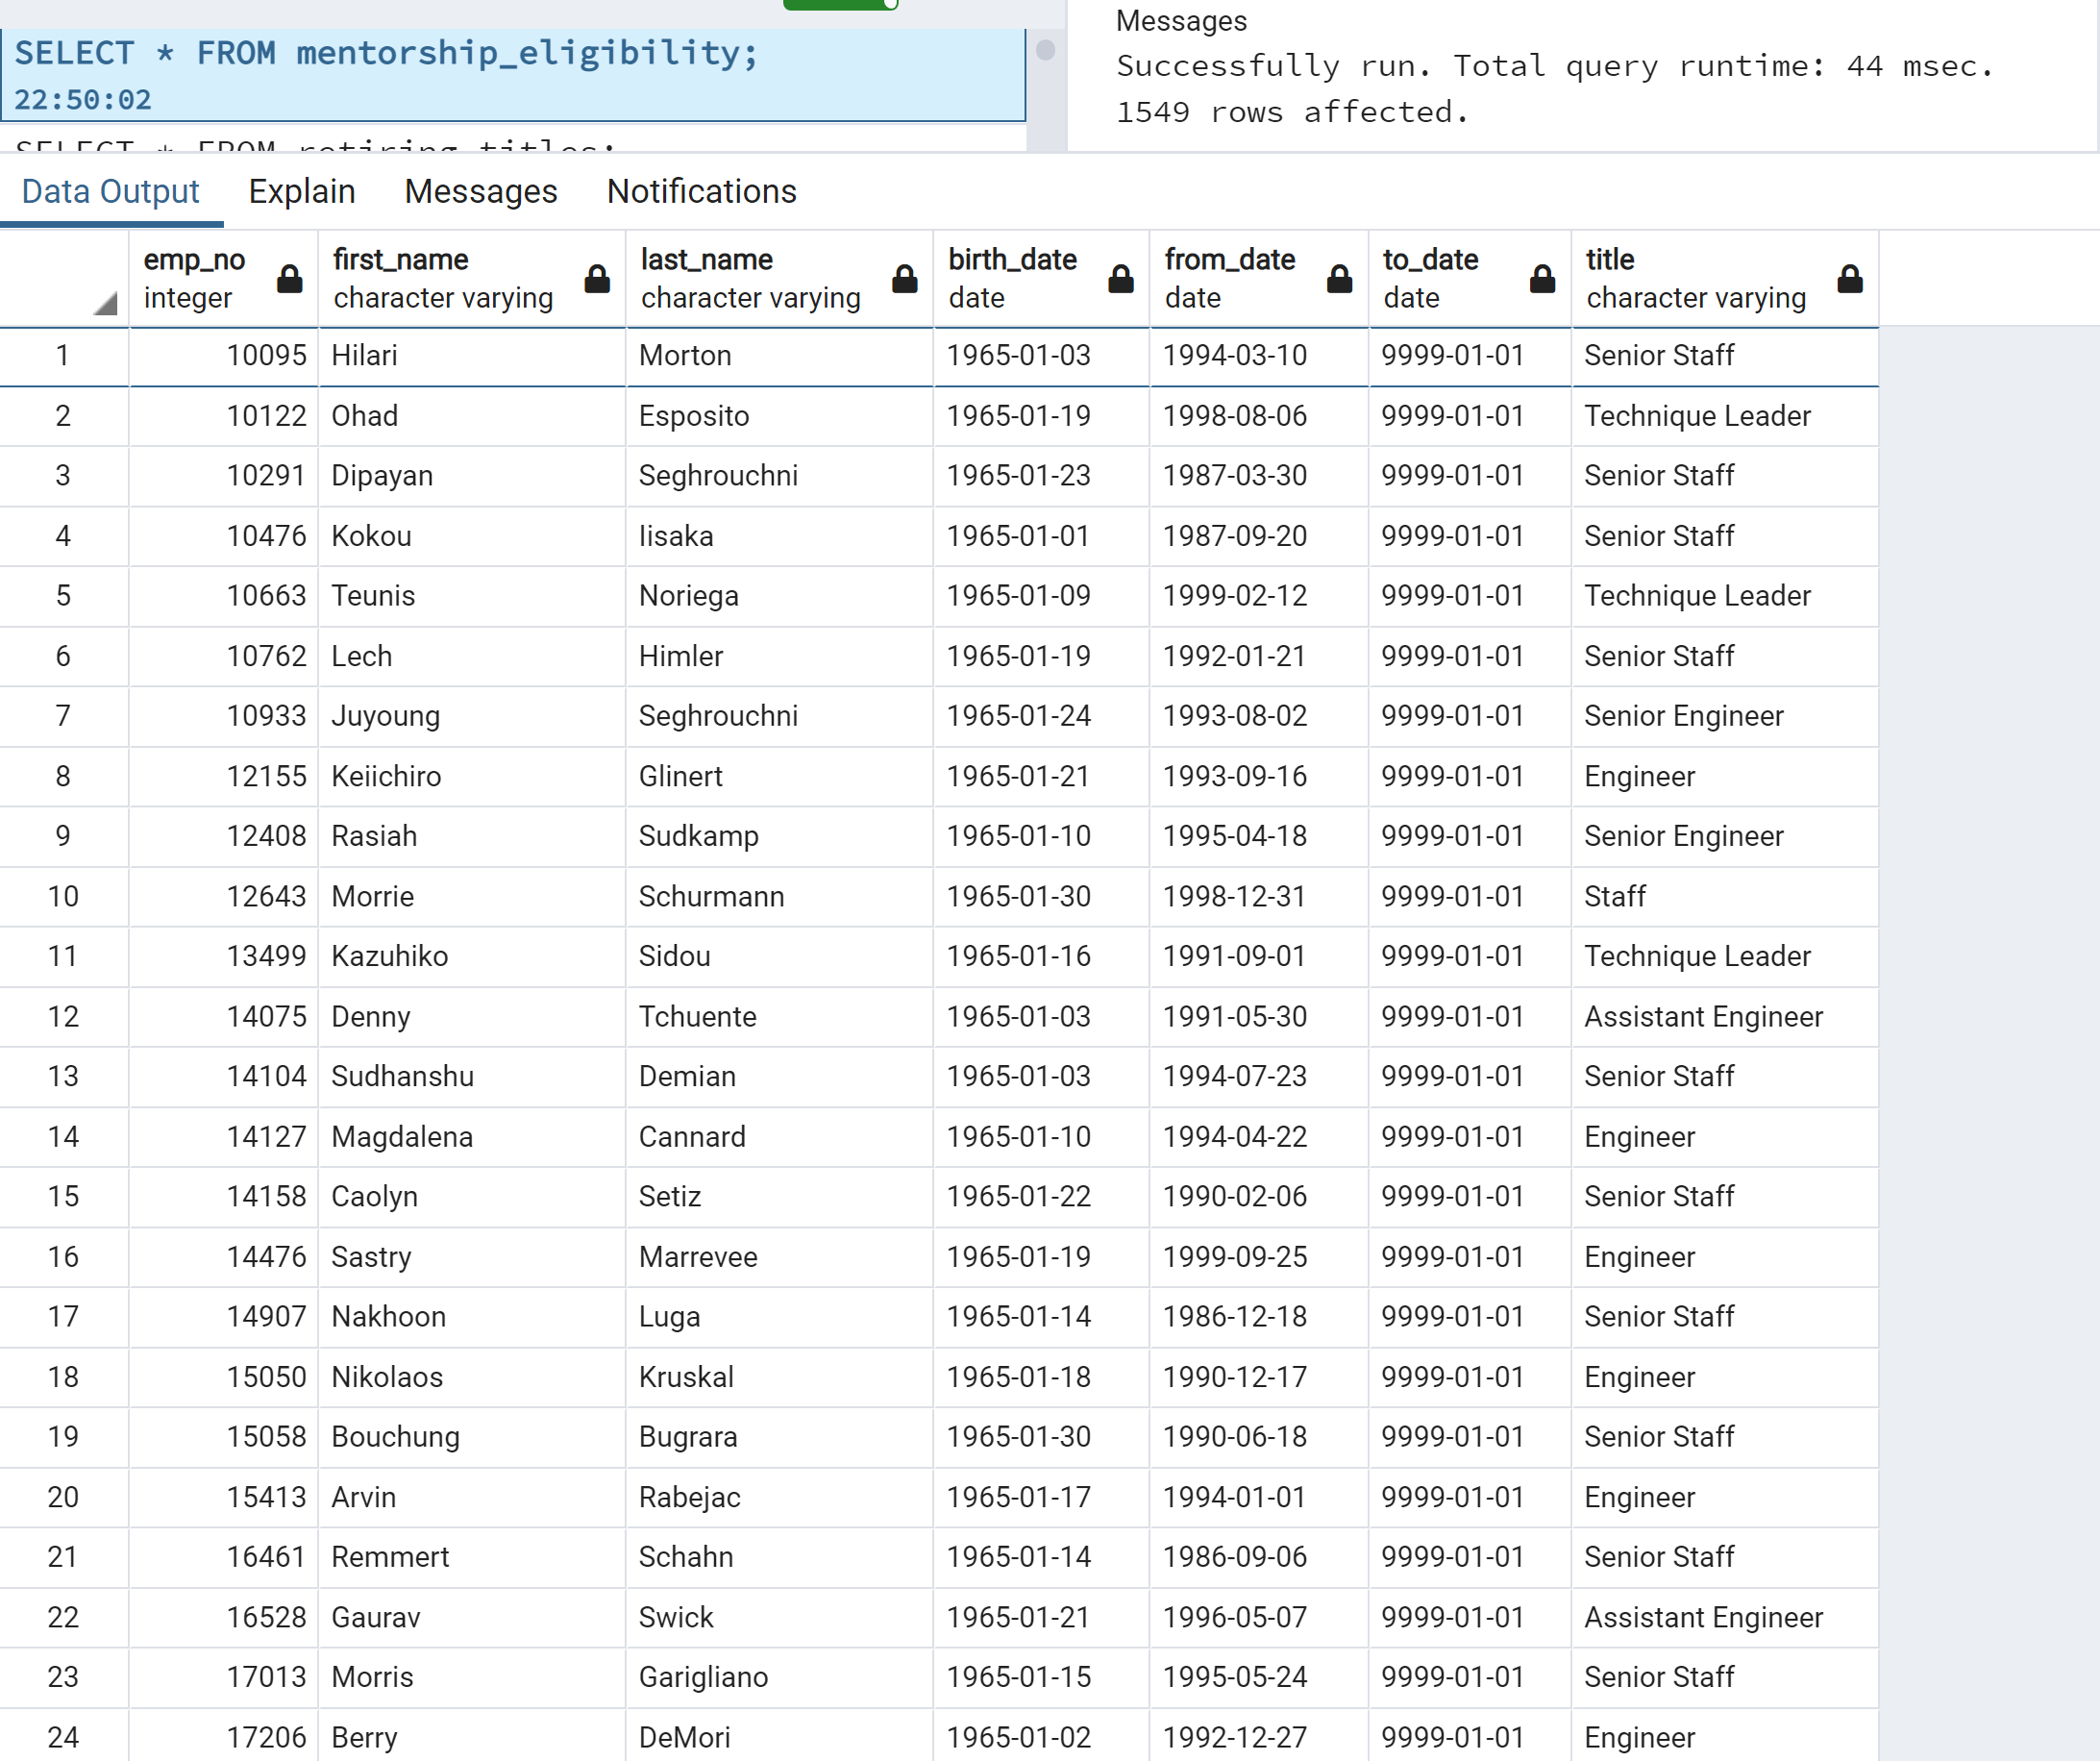 SELECT * FROM mentorship_eligibility;
22:50:02
SELECT * FROM retiring_titles;
Messages
Successfully run. Total query runtime: 44 msec.
1549 rows affected.
Data Output Explain Messages Notifications
emp_no first_name last_name birth_date from_date to_date title
integer character varying character varying date date date character varying
1 10095 Hilari Morton 1965-01-03 1994-03-10 9999-01-01 Senior Staff
2 10122 Ohad Esposito 1965-01-19 1998-08-06 9999-01-01 Technique Leader
3 10291 Dipayan Seghrouchni 1965-01-23 1987-03-30 9999-01-01 Senior Staff
4 10476 Kokou Iisaka 1965-01-01 1987-09-20 9999-01-01 Senior Staff
5 10663 Teunis Noriega 1965-01-09 1999-02-12 9999-01-01 Technique Leader
6 10762 Lech Himler 1965-01-19 1992-01-21 9999-01-01 Senior Staff
7 10933 Juyoung Seghrouchni 1965-01-24 1993-08-02 9999-01-01 Senior Engineer
8 12155 Keiichiro Glinert 1965-01-21 1993-09-16 9999-01-01 Engineer
9 12408 Rasiah Sudkamp 1965-01-10 1995-04-18 9999-01-01 Senior Engineer
10 12643 Morrie Schurmann 1965-01-30 1998-12-31 9999-01-01 Staff
11 13499 Kazuhiko Sidou 1965-01-16 1991-09-01 9999-01-01 Technique Leader
12 14075 Denny Tchuente 1965-01-03 1991-05-30 9999-01-01 Assistant Engineer
13 14104 Sudhanshu Demian 1965-01-03 1994-07-23 9999-01-01 Senior Staff
14 14127 Magdalena Cannard 1965-01-10 1994-04-22 9999-01-01 Engineer
15 14158 Caolyn Setiz 1965-01-22 1990-02-06 9999-01-01 Senior Staff
16 14476 Sastry Marrevee 1965-01-19 1999-09-25 9999-01-01 Engineer
17 14907 Nakhoon Luga 1965-01-14 1986-12-18 9999-01-01 Senior Staff
18 15050 Nikolaos Kruskal 1965-01-18 1990-12-17 9999-01-01 Engineer
19 15058 Bouchung Bugrara 1965-01-30 1990-06-18 9999-01-01 Senior Staff
20 15413 Arvin Rabejac 1965-01-17 1994-01-01 9999-01-01 Engineer
21 16461 Remmert Schahn 1965-01-14 1986-09-06 9999-01-01 Senior Staff
22 16528 Gaurav Swick 1965-01-21 1996-05-07 9999-01-01 Assistant Engineer
23 17013 Morris Garigliano 1965-01-15 1995-05-24 9999-01-01 Senior Staff
24 17206 Berry DeMori 1965-01-02 1992-12-27 9999-01-01 Engineer